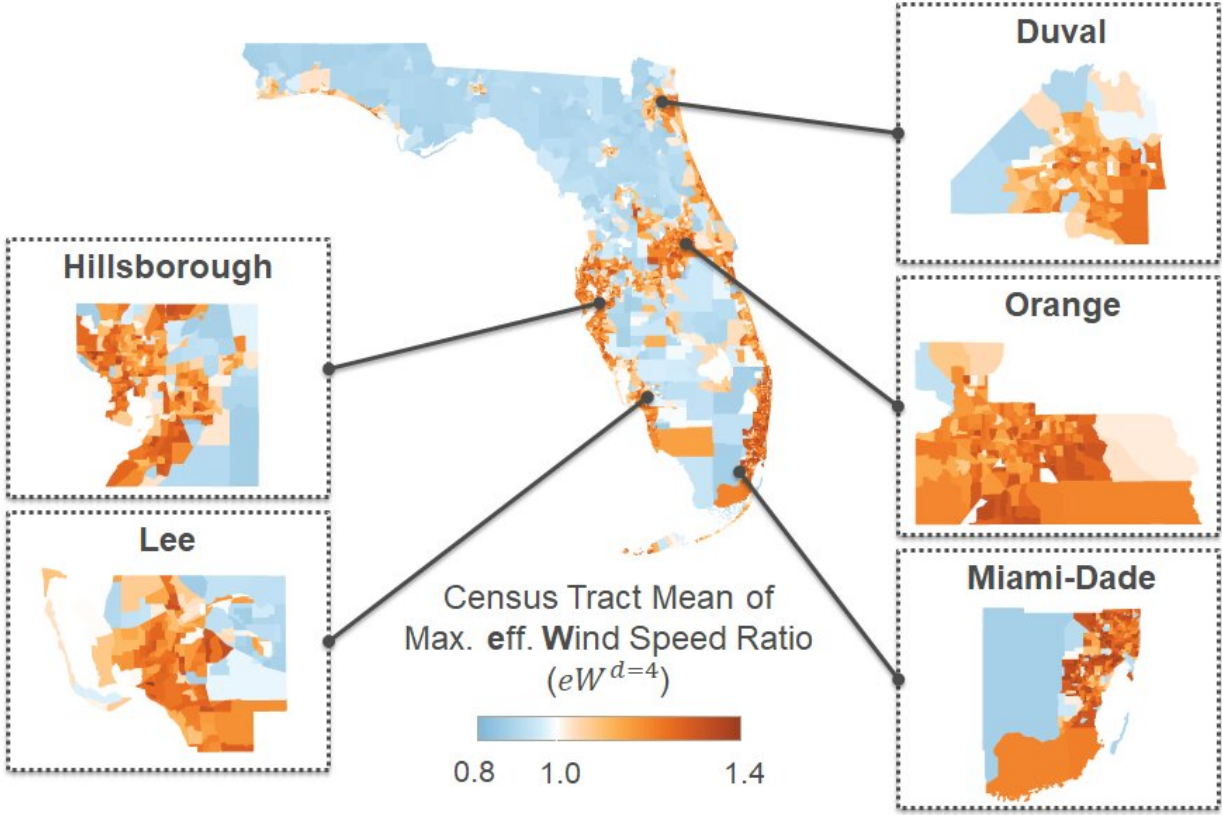 Duval
Hillsborough
Orange
Lee
Miami-Dade
Census Tract Mean of
Max. eff. Wind Speed Ratio
(eW^{d=4})
0.8 1.0 1.4